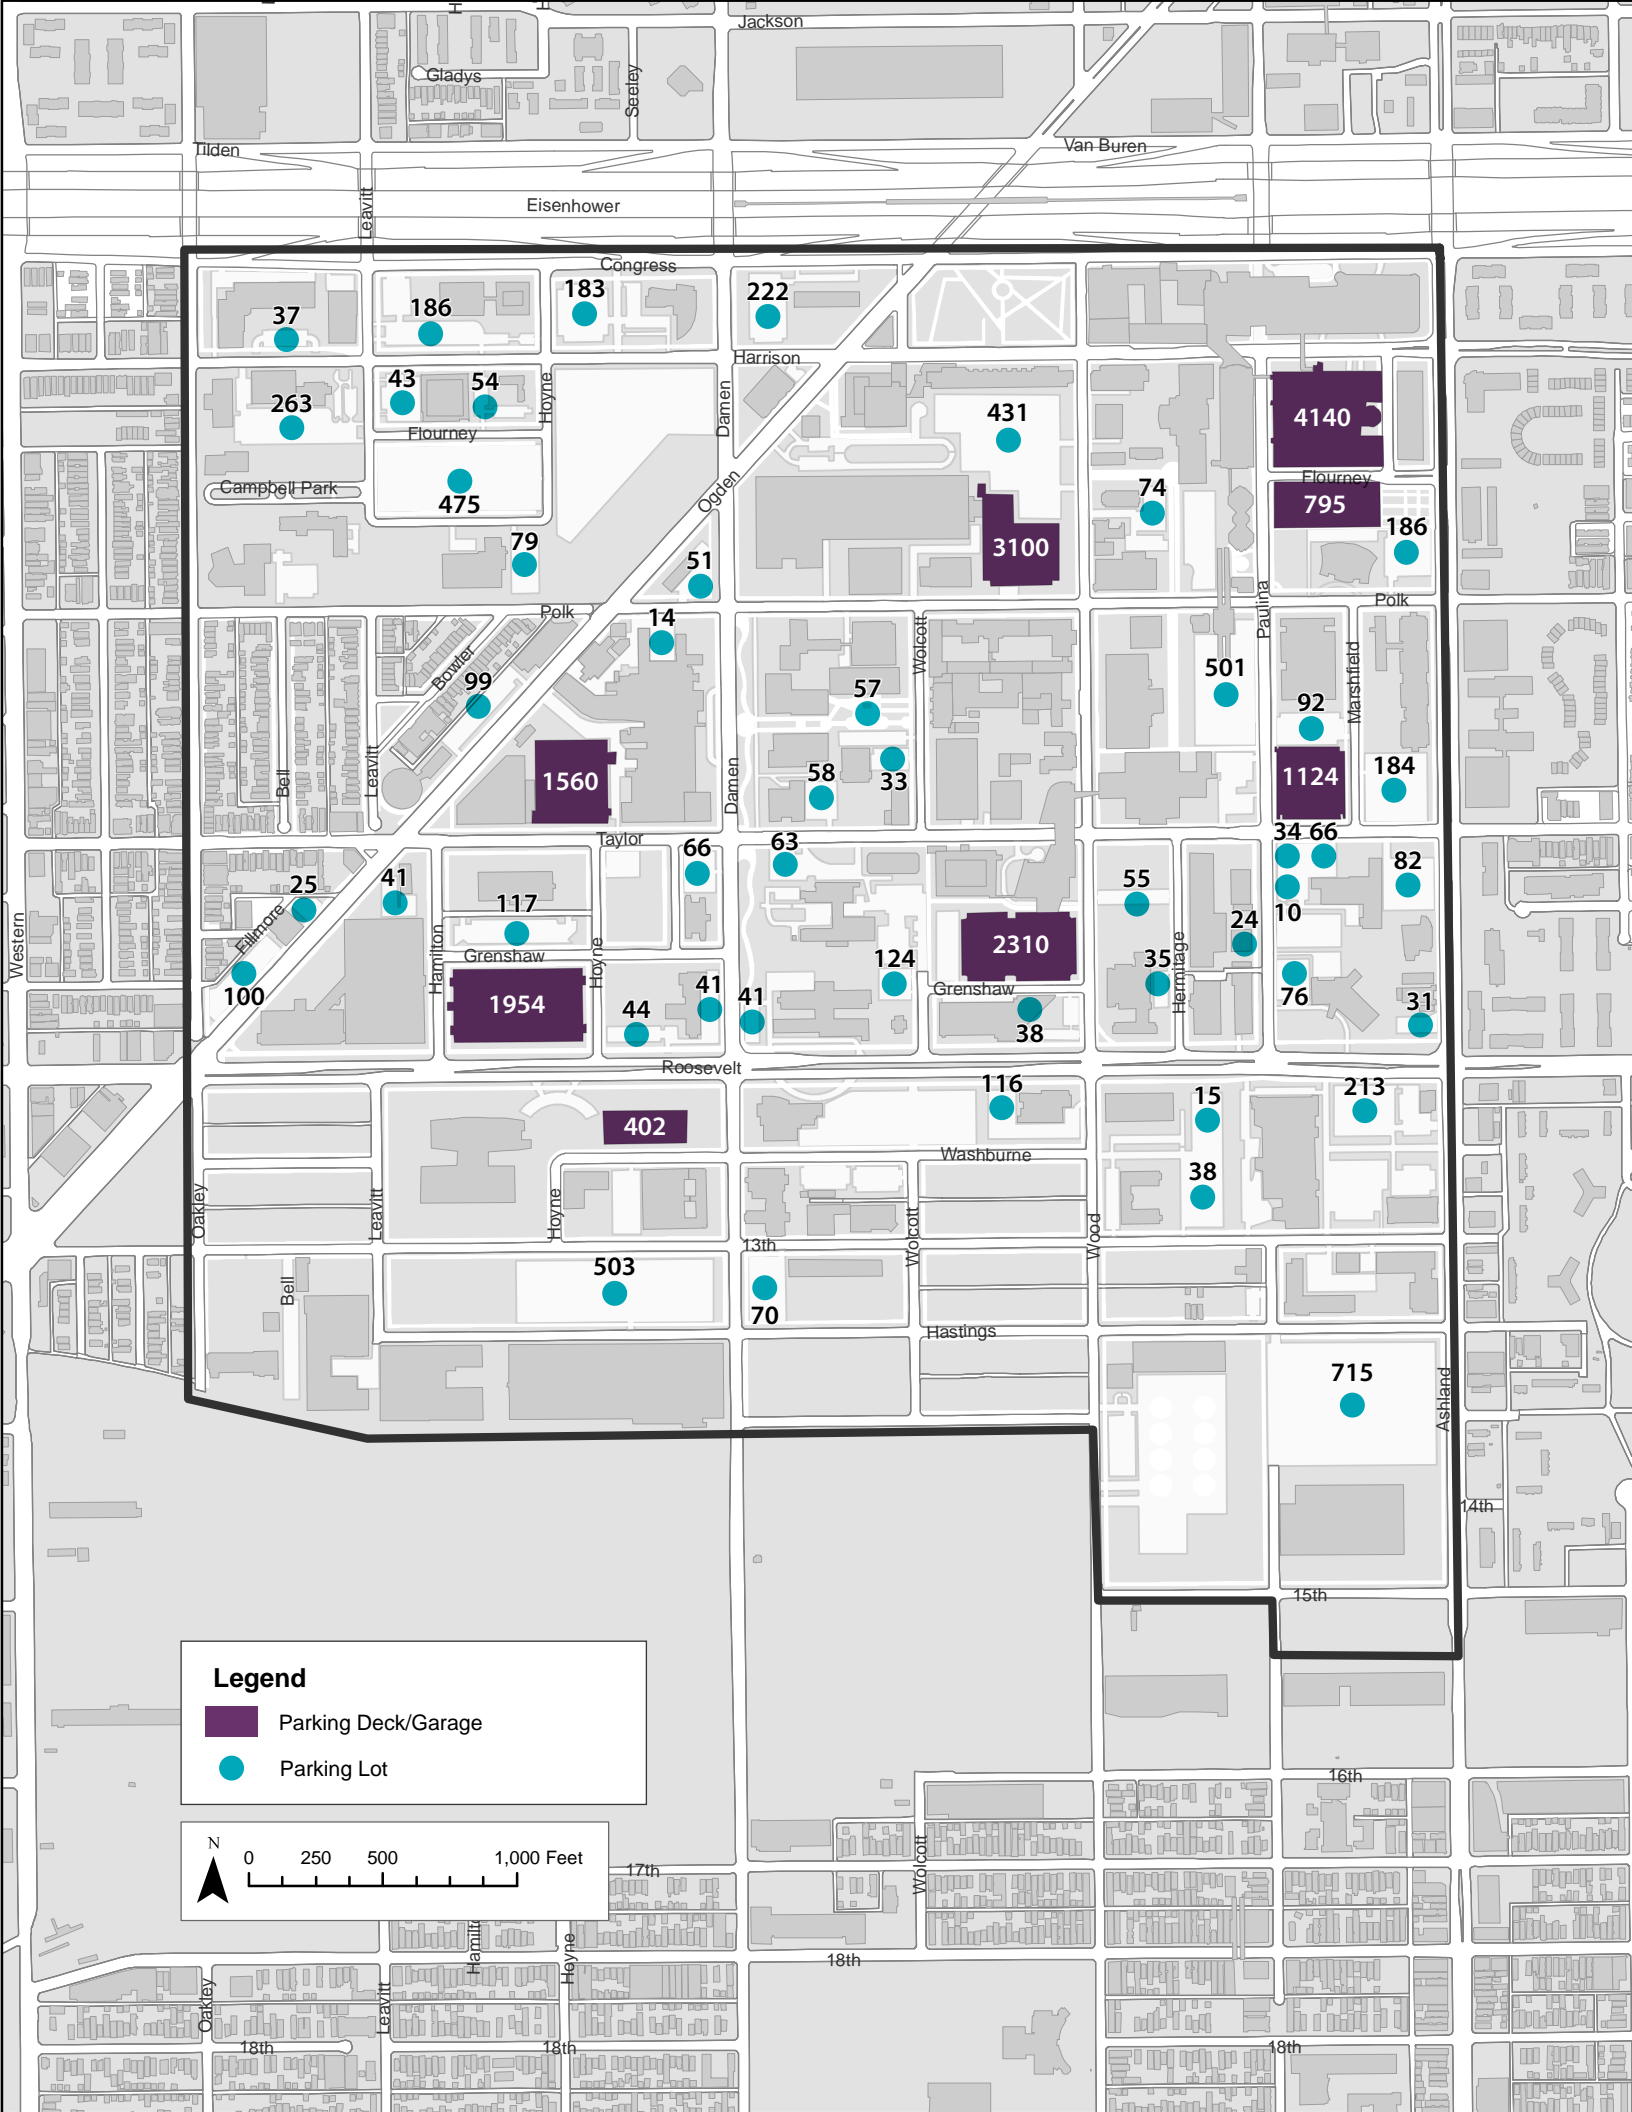 Jackson
Gladys
Seeley
Tilden
Van Buren
Leavitt
Eisenhower
Congress
37
186
183
222
Harrison
43
54
Hoyne
263
Damen
431
4140
Flourney
Campbell Park
475
Ogden
74
Flourney
795
186
79
51
3100
Polk
14
Paulina
Polk
Bowler
99
Wolcott
57
501
92
Marshfield
Bell
Leavitt
1560
Damen
58
33
1124
184
Taylor
66
63
34
66
82
25
41
117
55
10
Fillmore
Western
Hamilton
Grenshaw
Hoyne
124
2310
24
Hermitage
35
100
1954
44
41
41
Grenshaw
38
76
31
Roosevelt
116
15
213
402
Washburne
38
Oakley
Leavitt
Hoyne
Wolcott
Wood
13th
Bell
503
70
Hastings
715
Ashland
14th
15th
Legend
Parking Deck/Garage
Parking Lot
N
0 250 500 1,000 Feet
16th
17th
Wolcott
Hamilto
Hoyne
18th
Oakley
Leavitt
18th
18th
18th